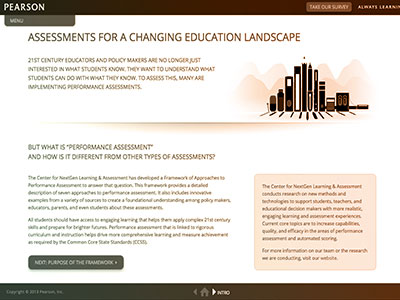 PEARSON
TAKE OUR SURVEY
ALWAYS LEARNING
MENU
ASSESSMENTS FOR A CHANGING EDUCATION LANDSCAPE
21ST CENTURY EDUCATORS AND POLICY MAKERS ARE NO LONGER JUST
INTERESTED IN WHAT STUDENTS KNOW. THEY WANT TO UNDERSTAND WHAT
STUDENTS CAN DO WITH WHAT THEY KNOW. TO ASSESS THIS, MANY ARE
IMPLEMENTING PERFORMANCE ASSESSMENTS.
BUT WHAT IS "PERFORMANCE ASSESSMENT"
AND HOW IS IT DIFFERENT FROM OTHER TYPES OF ASSESSMENTS?
The Center for NextGen Learning & Assessment has developed a Framework of Approaches to
Performance Assessment to answer that question. This framework provides a detailed
description of seven approaches to performance assessment. It also includes innovative
examples from a variety of sources to create a foundational understanding among policy makers,
educators, parents, and even students about these assessments.
All students should have access to engaging learning that helps them apply complex 21st century
skills and prepare for brighter futures. Performance assessment that is linked to rigorous
curriculum and instruction helps drive more comprehensive learning and measure achievement
as required by the Common Core State Standards (CCSS).
The Center for NextGen Learning & Assessment
conducts research on new methods and
technologies to support students, teachers, and
educational decision makers with more realistic,
engaging learning and assessment experiences.
Current core topics are to increase capabilities,
quality, and efficacy in the areas of performance
assessment and automated scoring.
For more information on our team or the research
we are conducting, visit our website.
NEXT: PURPOSE OF THE FRAMEWORK >
Copyright © 2013 Pearson, Inc.
INTRO